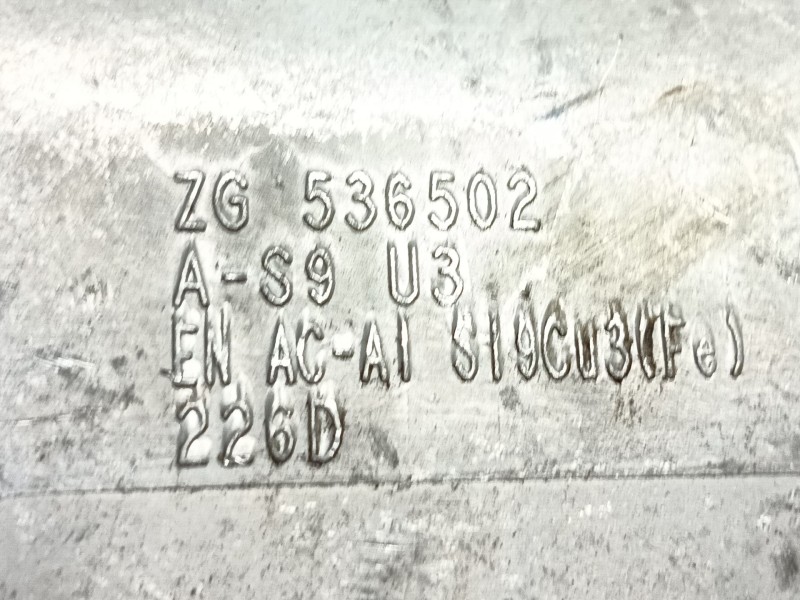 ZG 536502
A-S9 U3
EN AC-Al Si9Cu3(Fe)
226D